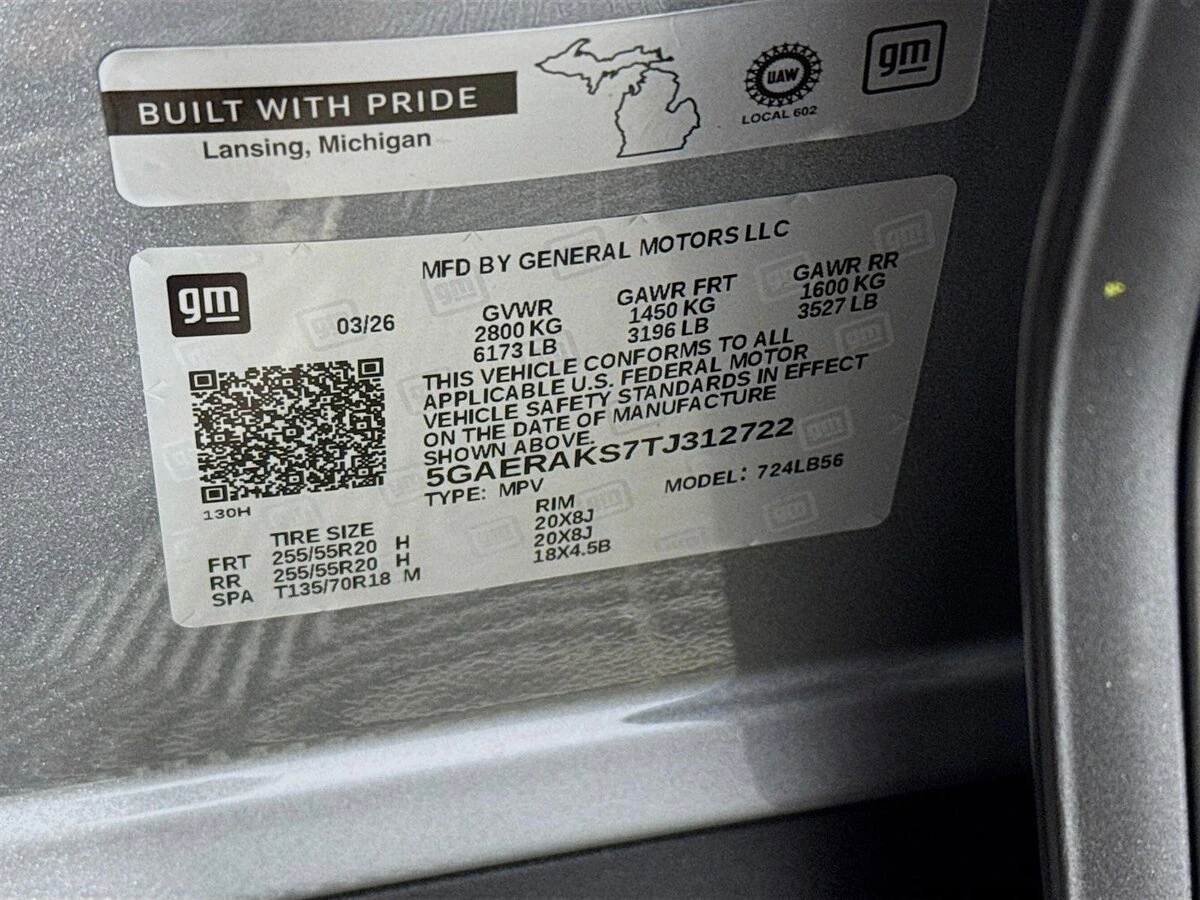 BUILT WITH PRIDE
Lansing, Michigan
UAW
LOCAL 602
gm
gm
MFD BY GENERAL MOTORS LLC
03/26
GVWR
2800 KG
6173 LB
GAWR FRT
1450 KG
3196 LB
GAWR RR
1600 KG
3527 LB
THIS VEHICLE CONFORMS TO ALL
APPLICABLE U.S. FEDERAL MOTOR
VEHICLE SAFETY STANDARDS IN EFFECT
ON THE DATE OF MANUFACTURE
SHOWN ABOVE.
5GAERAKS7TJ312722
TYPE: MPV
MODEL: 724LB56
130H
TIRE SIZE
RIM
FRT 255/55R20 H 20X8J
RR 255/55R20 H 20X8J
SPA T135/70R18 M 18X4.5B